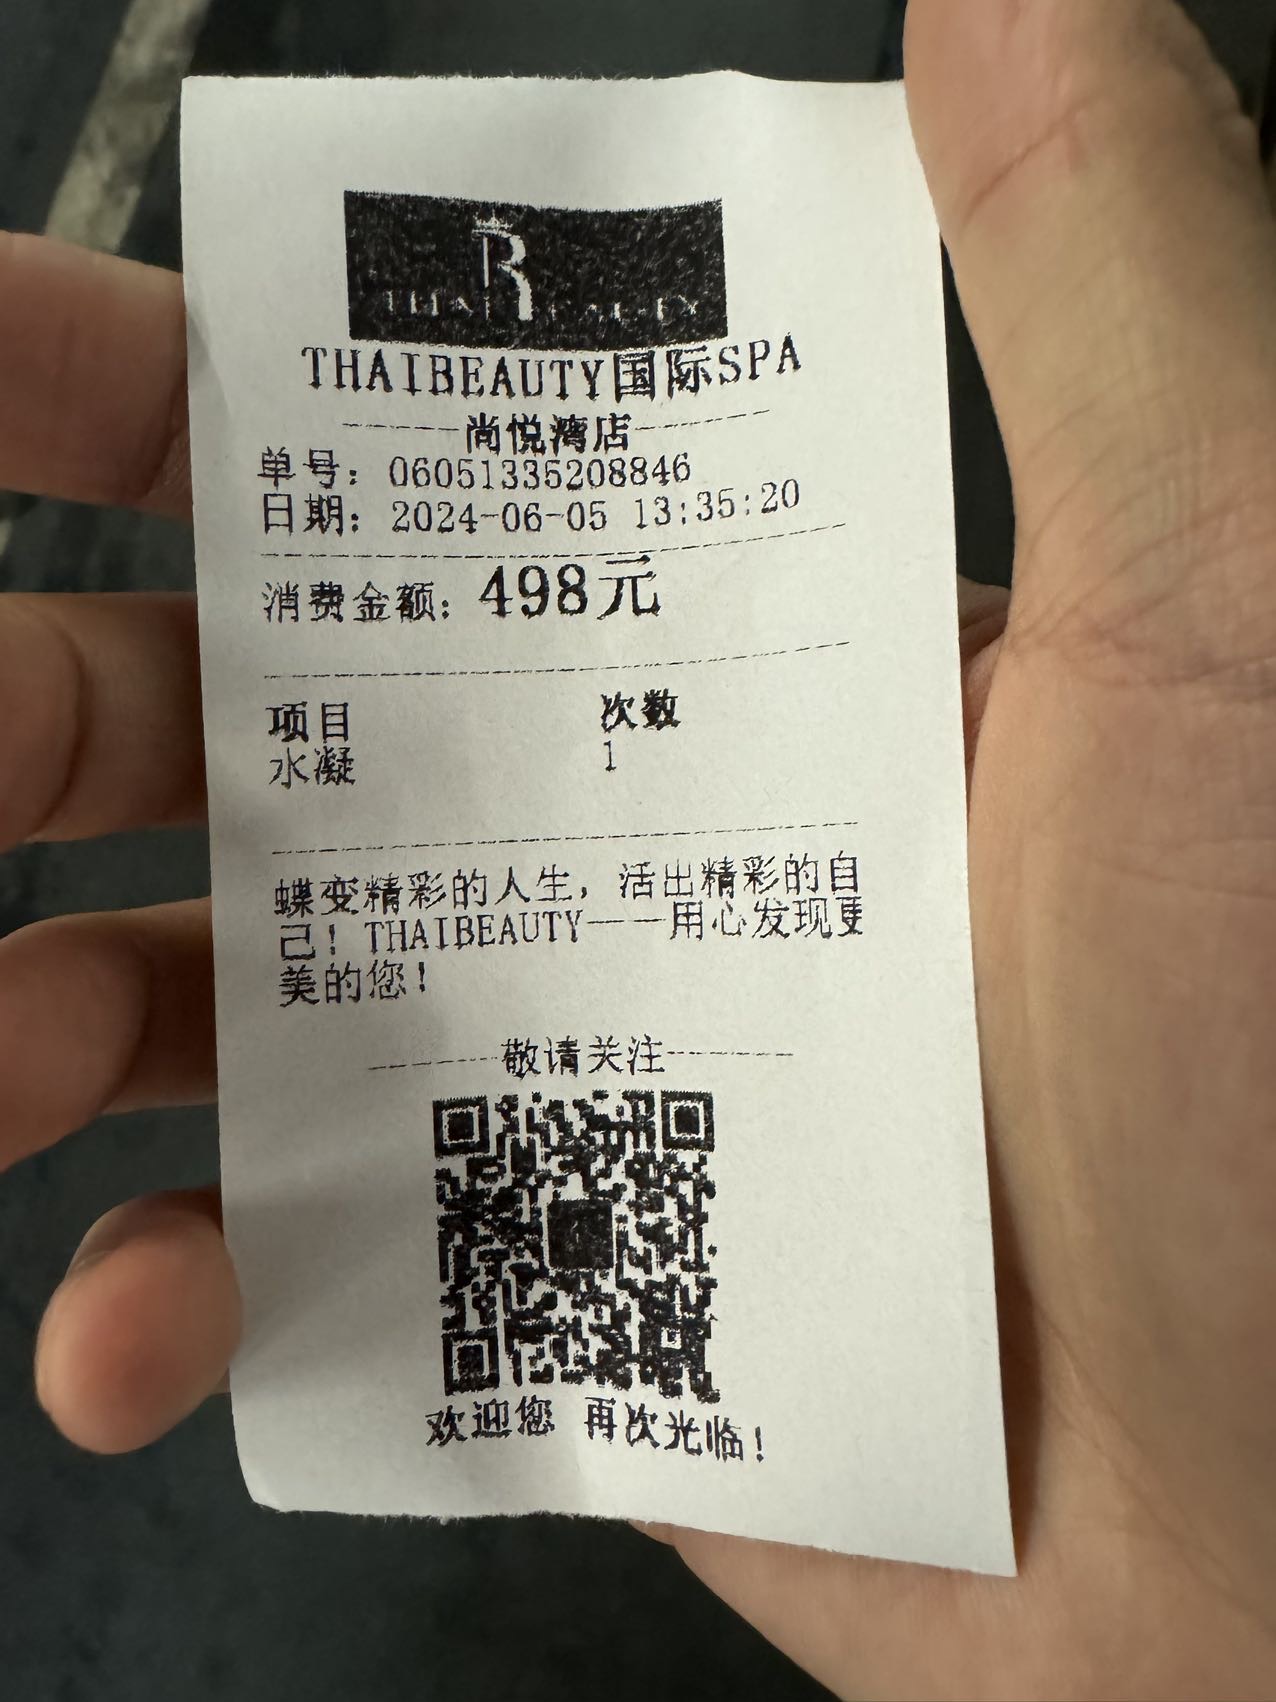 R
THAI BEAUTY
THAIBEAUTY国际SPA
------尚悦湾店------
单号: 06051335208846
日期: 2024-06-05 13:35:20
消费金额: 498元
项目 次数
水凝 1
蝶变精彩的人生, 活出精彩的自
己! THAIBEAUTY——用心发现更
美的您!
------敬请关注------
欢迎您 再次光临!